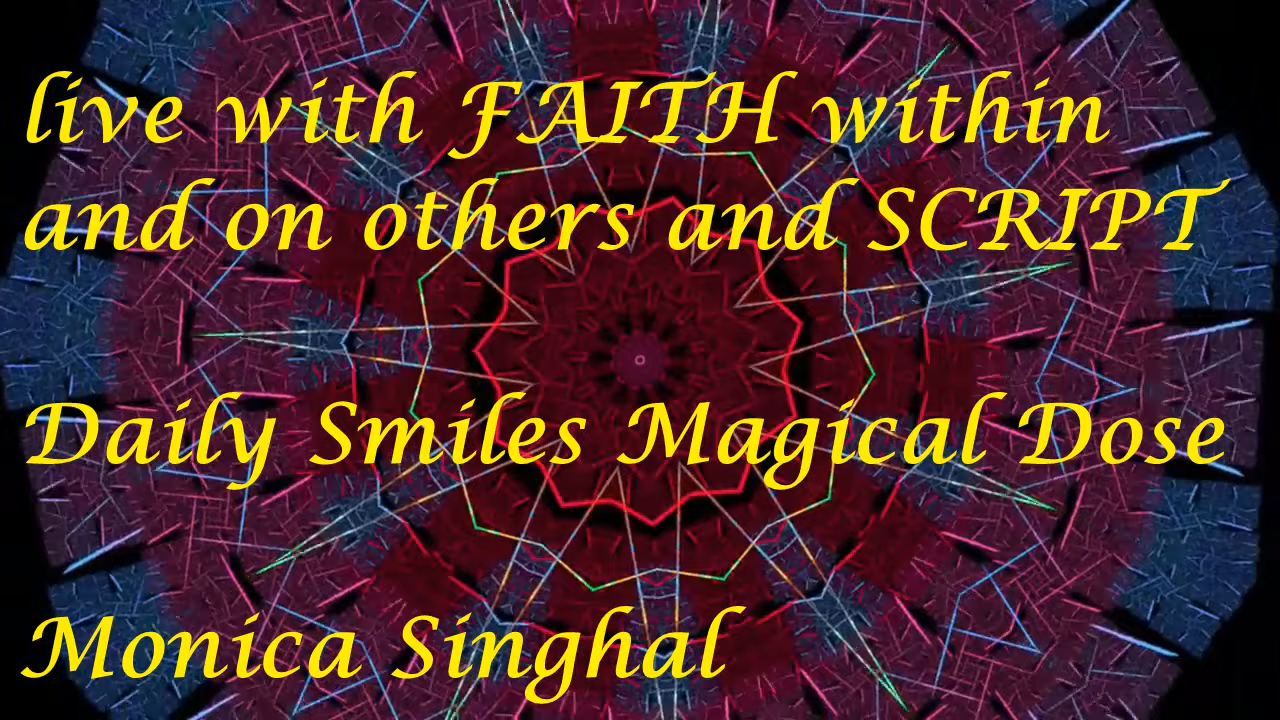 live with FAITH within
and on others and SCRIPT
Daily Smiles Magical Dose
Monica Singhal